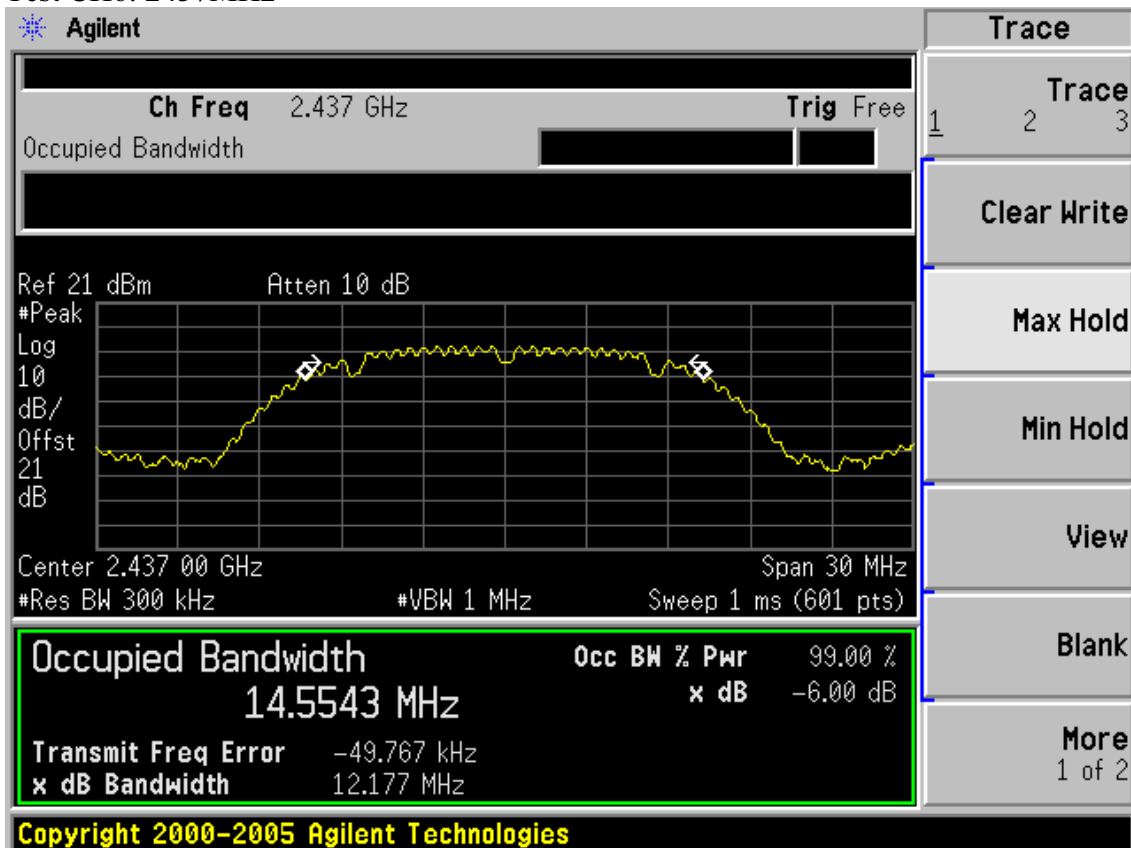 Agilent
Trace
Ch Freq 2.437 GHz Trig Free
Occupied Bandwidth
Trace
1 2 3
Clear Write
Max Hold
Min Hold
View
Blank
More
1 of 2
Ref 21 dBm Atten 10 dB
#Peak
Log
10
dB/
Offst
21
dB
Center 2.437 00 GHz Span 30 MHz
#Res BW 300 kHz #VBW 1 MHz Sweep 1 ms (601 pts)
Occupied Bandwidth Occ BW % Pwr 99.00 %
14.5543 MHz x dB -6.00 dB
Transmit Freq Error -49.767 kHz
x dB Bandwidth 12.177 MHz
Copyright 2000-2005 Agilent Technologies